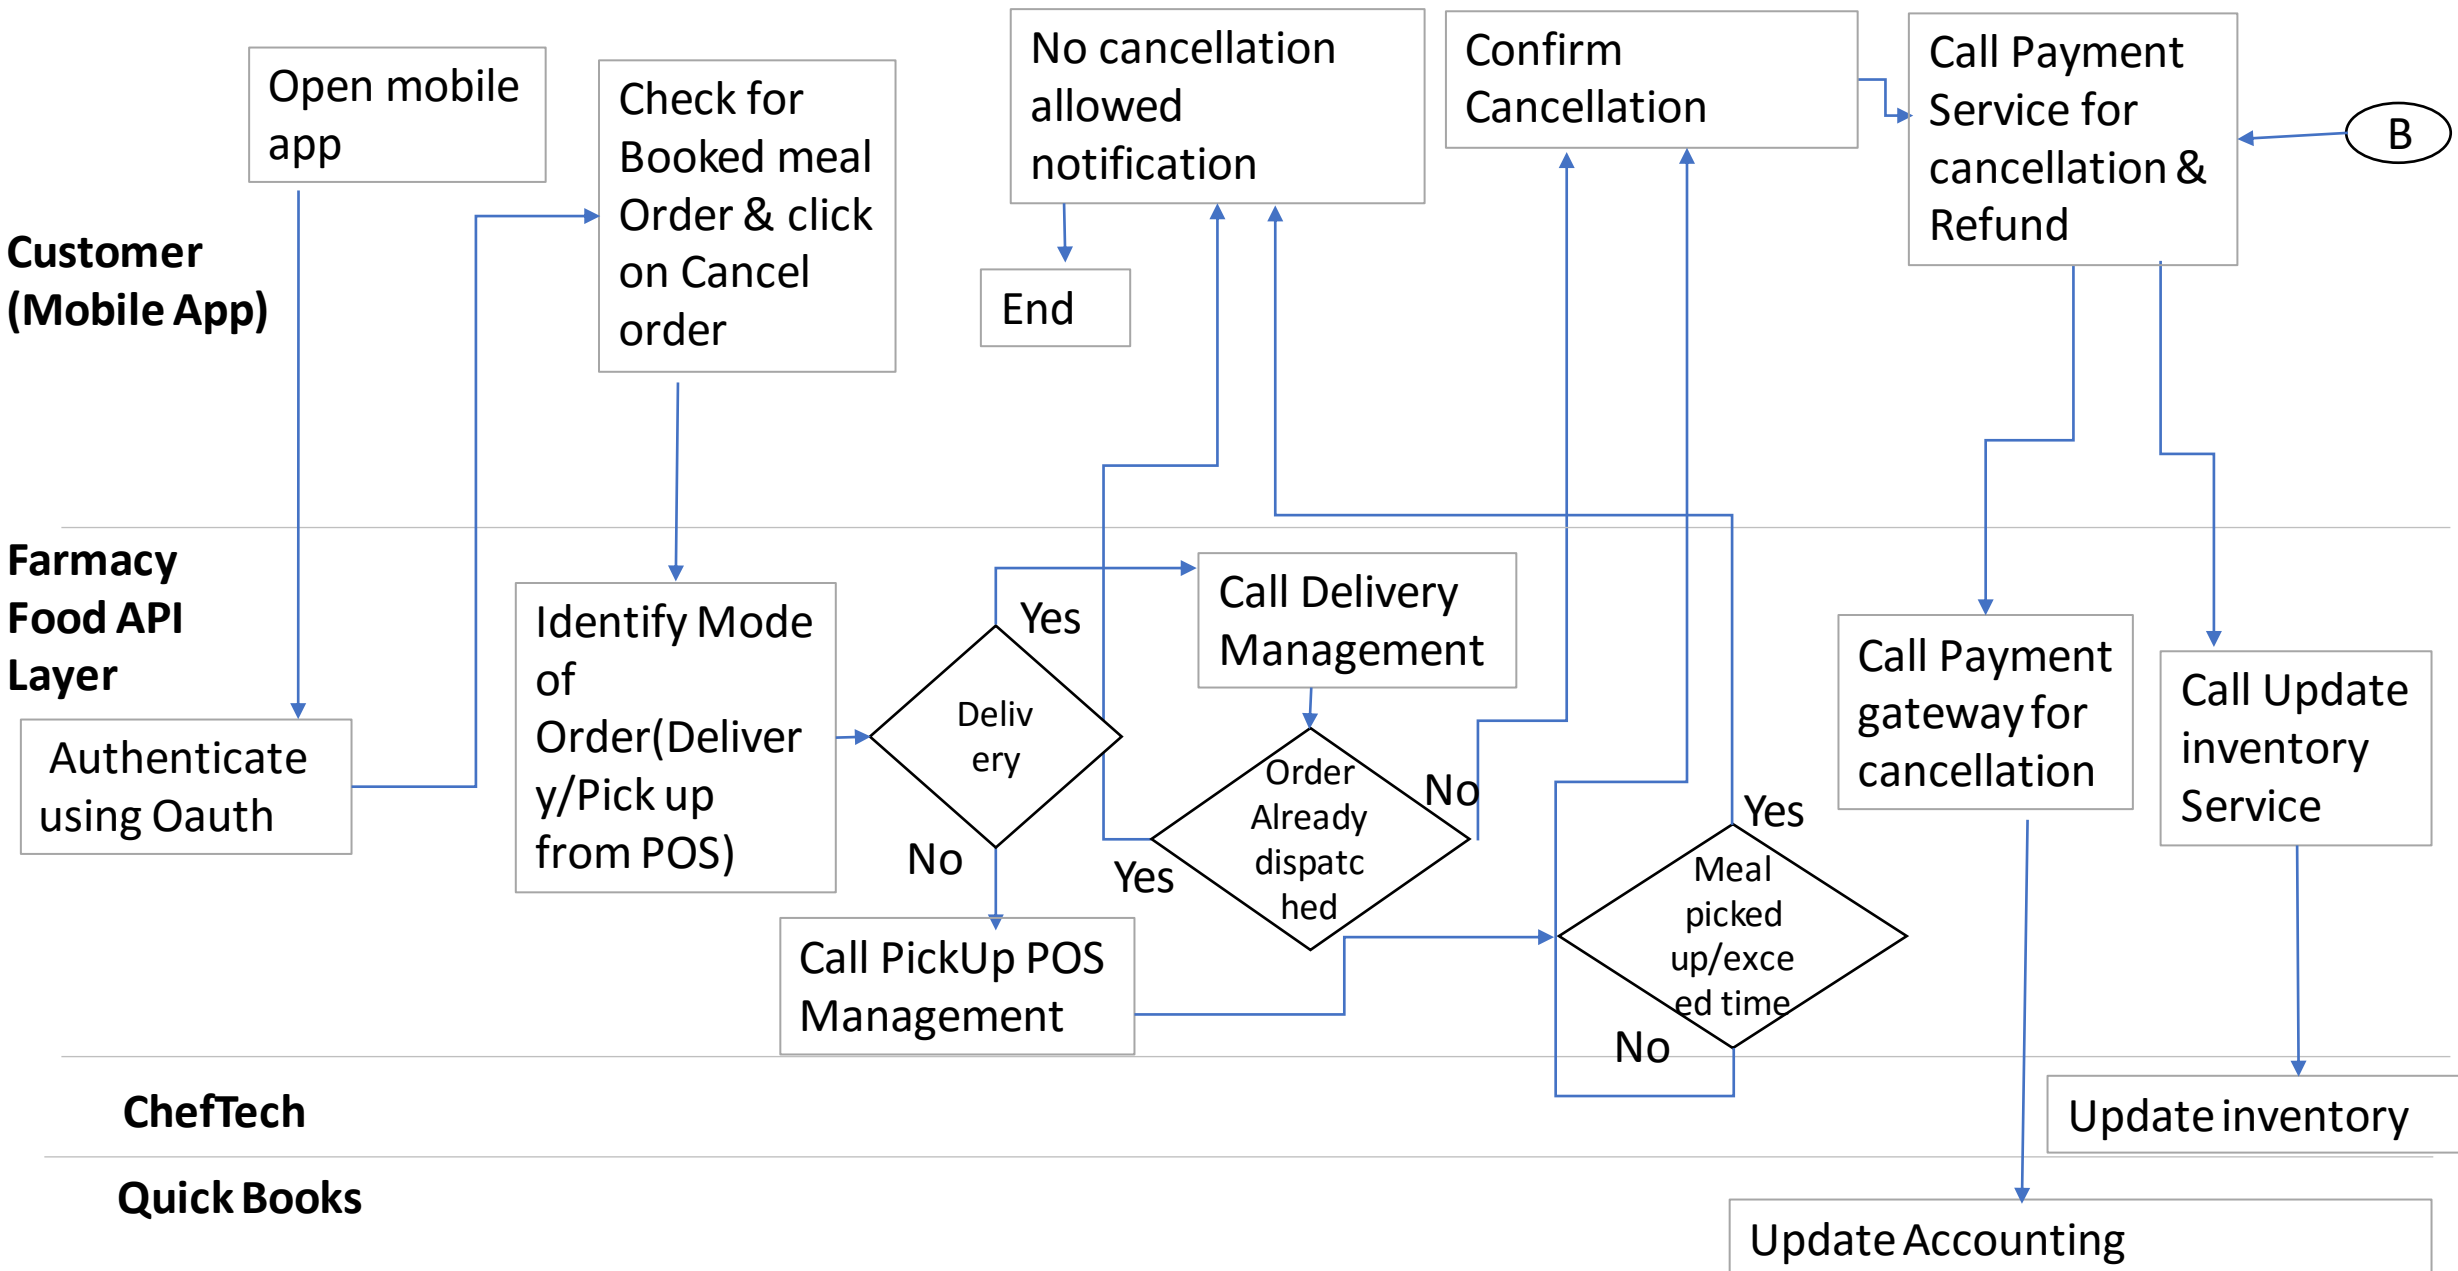 Open mobile
app
Check for
Booked meal
Order & click
on Cancel
order
No cancellation
allowed
notification
End
Confirm
Cancellation
Call Payment
Service for
cancellation &
Refund
B
Customer
(Mobile App)
Farmacy
Food API
Layer
Authenticate
using Oauth
Identify Mode
of
Order(Deliver
y/Pick up
from POS)
Deliv
ery
Yes
No
Call Delivery
Management
Order
Already
dispatc
hed
Yes
No
Call PickUp POS
Management
Meal
picked
up/exce
ed time
Yes
No
Call Payment
gateway for
cancellation
Call Update
inventory
Service
ChefTech
Update inventory
Quick Books
Update Accounting